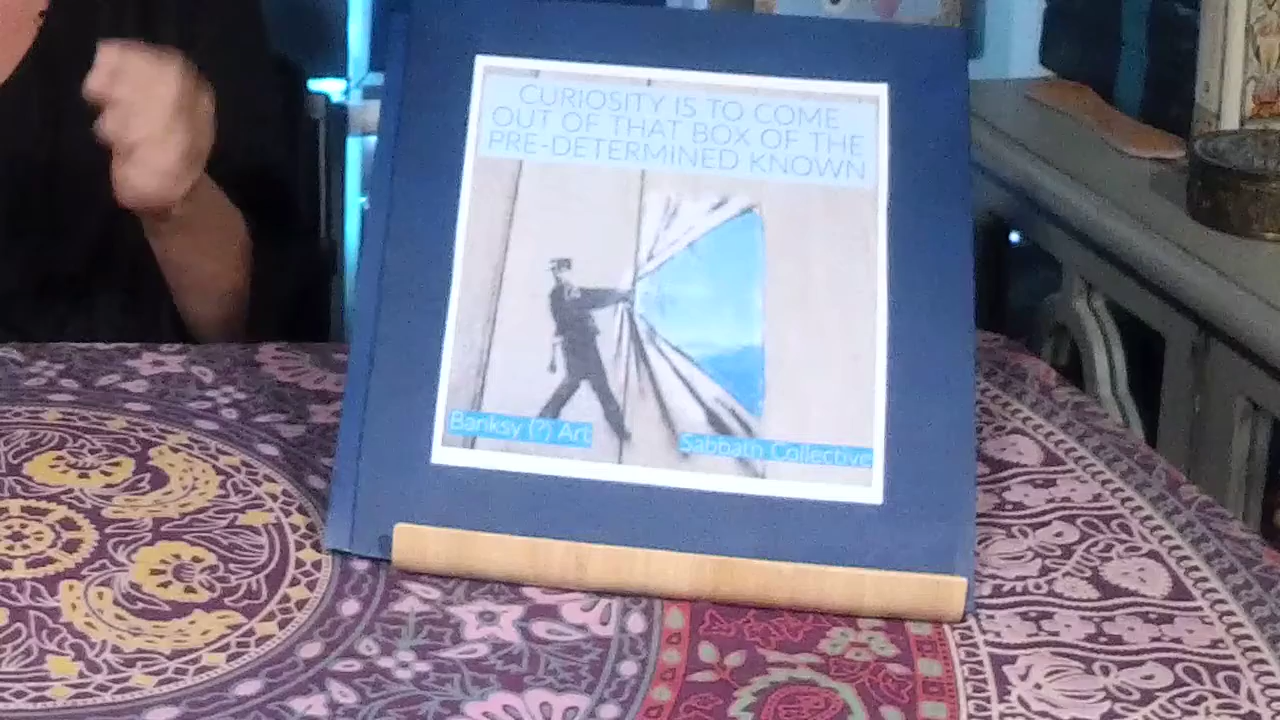 CURIOSITY IS TO COME
OUT OF THAT BOX OF THE
PRE-DETERMINED KNOWN
Banksy (?) Art
Sabbath Collective